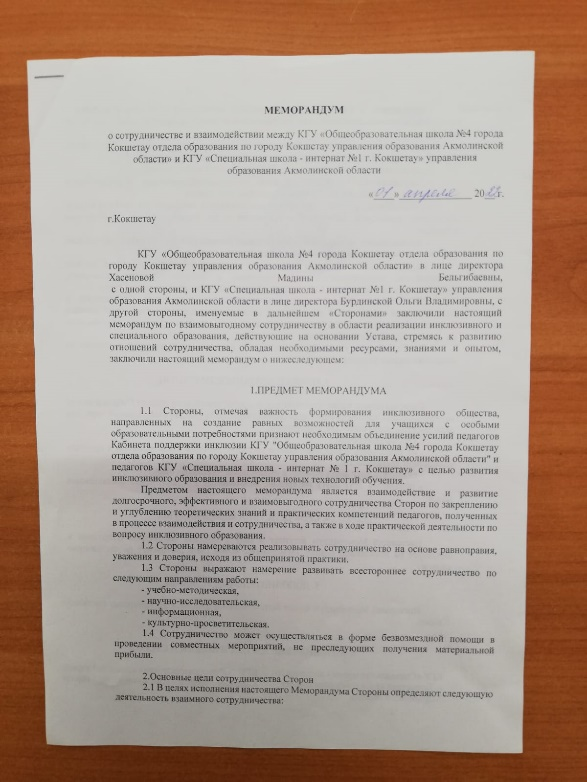 МЕМОРАНДУМ
о сотрудничестве и взаимодействии между КГУ «Общеобразовательная школа №4 города
Кокшетау отдела образования по городу Кокшетау управления образования Акмолинской
области» и КГУ «Специальная школа - интернат №1 г. Кокшетау» управления
образования Акмолинской области
«01» апреля 2022г.
г.Кокшетау
КГУ «Общеобразовательная школа №4 города Кокшетау отдела образования по
городу Кокшетау управления образования Акмолинской области» в лице директора
Хасеновой Мадины Бельгибаевны,
с одной стороны, и КГУ «Специальная школа - интернат №1 г. Кокшетау» управления
образования Акмолинской области в лице директора Бурдинской Ольги Владимировны, с
другой стороны, именуемые в дальнейшем «Сторонами» заключили настоящий
меморандум по взаимовыгодному сотрудничеству в области реализации инклюзивного и
специального образования, действующие на основании Устава, стремясь к развитию
отношений сотрудничества, обладая необходимыми ресурсами, знаниями и опытом,
заключили настоящий меморандум о нижеследующем:
1.ПРЕДМЕТ МЕМОРАНДУМА
1.1 Стороны, отмечая важность формирования инклюзивного общества,
направленных на создание равных возможностей для учащихся с особыми
образовательными потребностями признают необходимым объединение усилий педагогов
Кабинета поддержки инклюзии КГУ "Общеобразовательная школа №4 города Кокшетау
отдела образования по городу Кокшетау управления образования Акмолинской области" и
педагогов КГУ «Специальная школа - интернат № 1 г. Кокшетау» с целью развития
инклюзивного образования и внедрения новых технологий обучения.
Предметом настоящего меморандума является взаимодействие и развитие
долгосрочного, эффективного и взаимовыгодного сотрудничества Сторон по закреплению
и углублению теоретических знаний и практических компетенций педагогов, полученных
в процессе взаимодействия и сотрудничества, а также в ходе практической деятельности по
вопросу инклюзивного образования.
1.2 Стороны намереваются реализовывать сотрудничество на основе равноправия,
уважения и доверия, исходя из общепринятой практики.
1.3 Стороны выражают намерение развивать всестороннее сотрудничество по
следующим направлениям работы:
- учебно-методическая,
- научно-исследовательская,
- информационная,
- культурно-просветительская.
1.4 Сотрудничество может осуществляться в форме безвозмездной помощи в
проведении совместных мероприятий, не преследующих получения материальной
прибыли.
2.Основные цели сотрудничества Сторон
2.1 В целях исполнения настоящего Меморандума Стороны определяют следующую
деятельность взаимного сотрудничества: